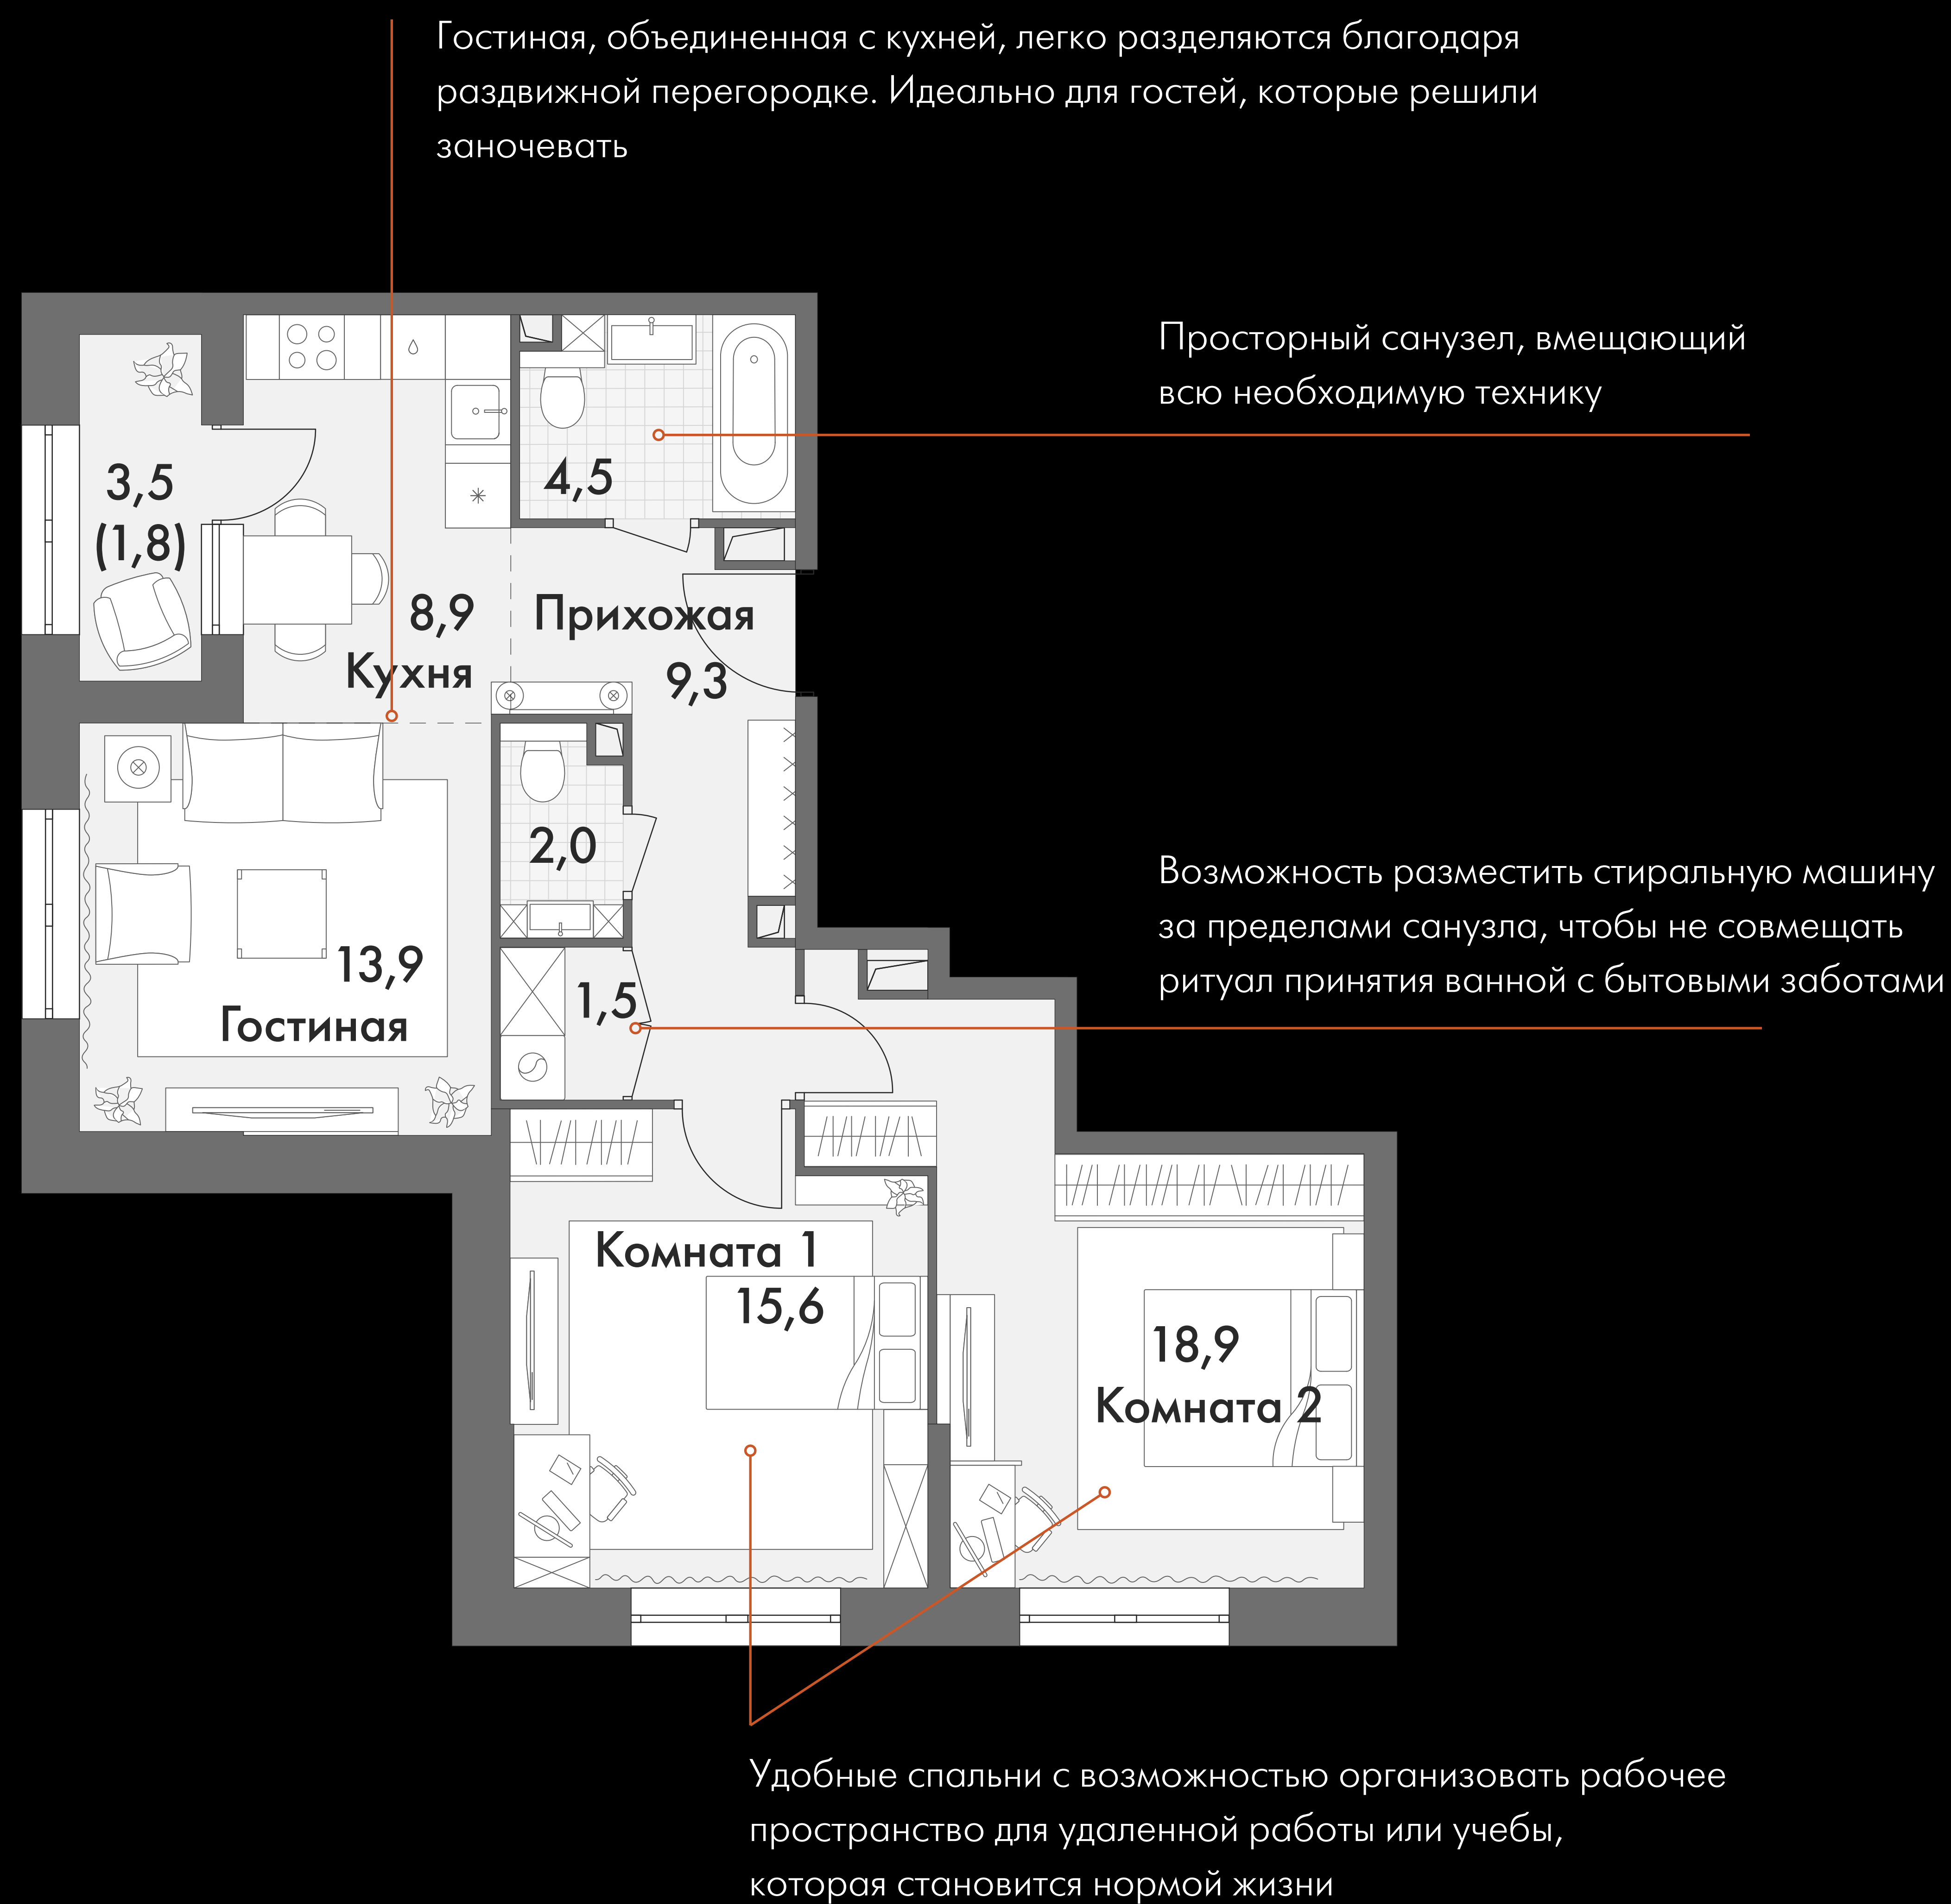 Гостиная, объединенная с кухней, легко разделяются благодаря
раздвижной перегородке. Идеально для гостей, которые решили
заночевать
Просторный санузел, вмещающий
всю необходимую технику
3,5
(1,8)
4,5
8,9
Кухня
Прихожая
9,3
2,0
Возможность разместить стиральную машину
за пределами санузла, чтобы не совмещать
ритуал принятия ванной с бытовыми заботами
13,9
Гостиная
1,5
Комната 1
15,6
18,9
Комната 2
Удобные спальни с возможностью организовать рабочее
пространство для удаленной работы или учебы,
которая становится нормой жизни